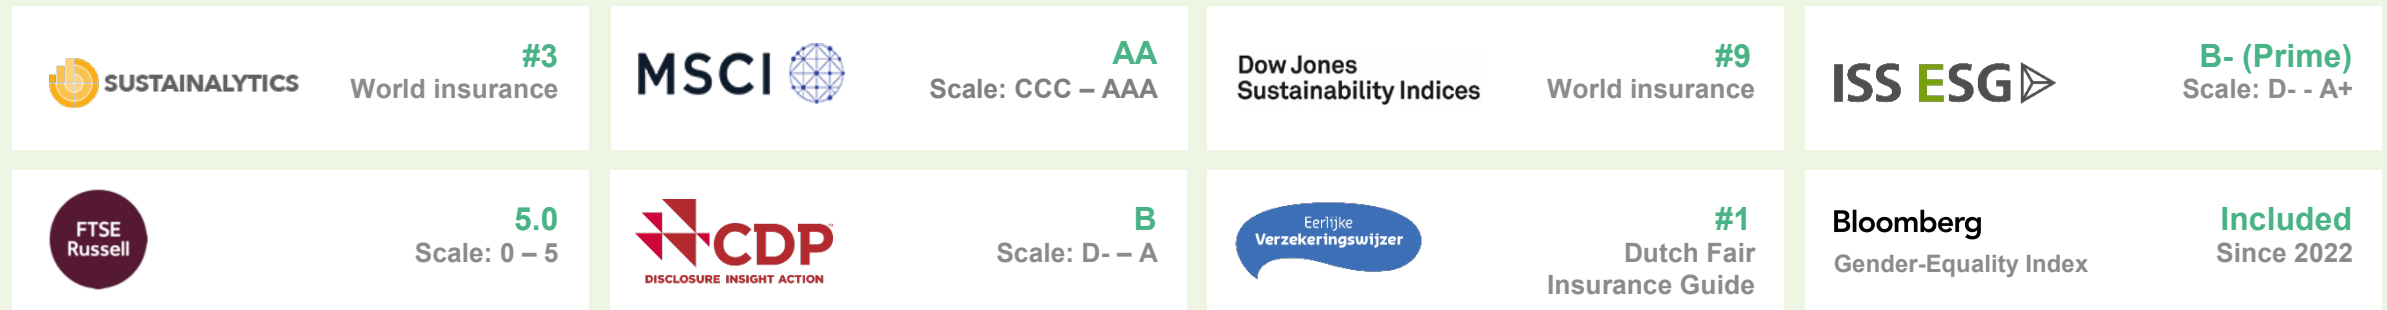 SUSTAINALYTICS
#3
World insurance
MSCI
AA
Scale: CCC – AAA
Dow Jones
Sustainability Indices
#9
World insurance
ISS ESG
B- (Prime)
Scale: D- - A+
FTSE
Russell
5.0
Scale: 0 – 5
CDP
DISCLOSURE INSIGHT ACTION
B
Scale: D- – A
Eerlijke
Verzekeringswijzer
#1
Dutch Fair
Insurance Guide
Bloomberg
Gender-Equality Index
Included
Since 2022